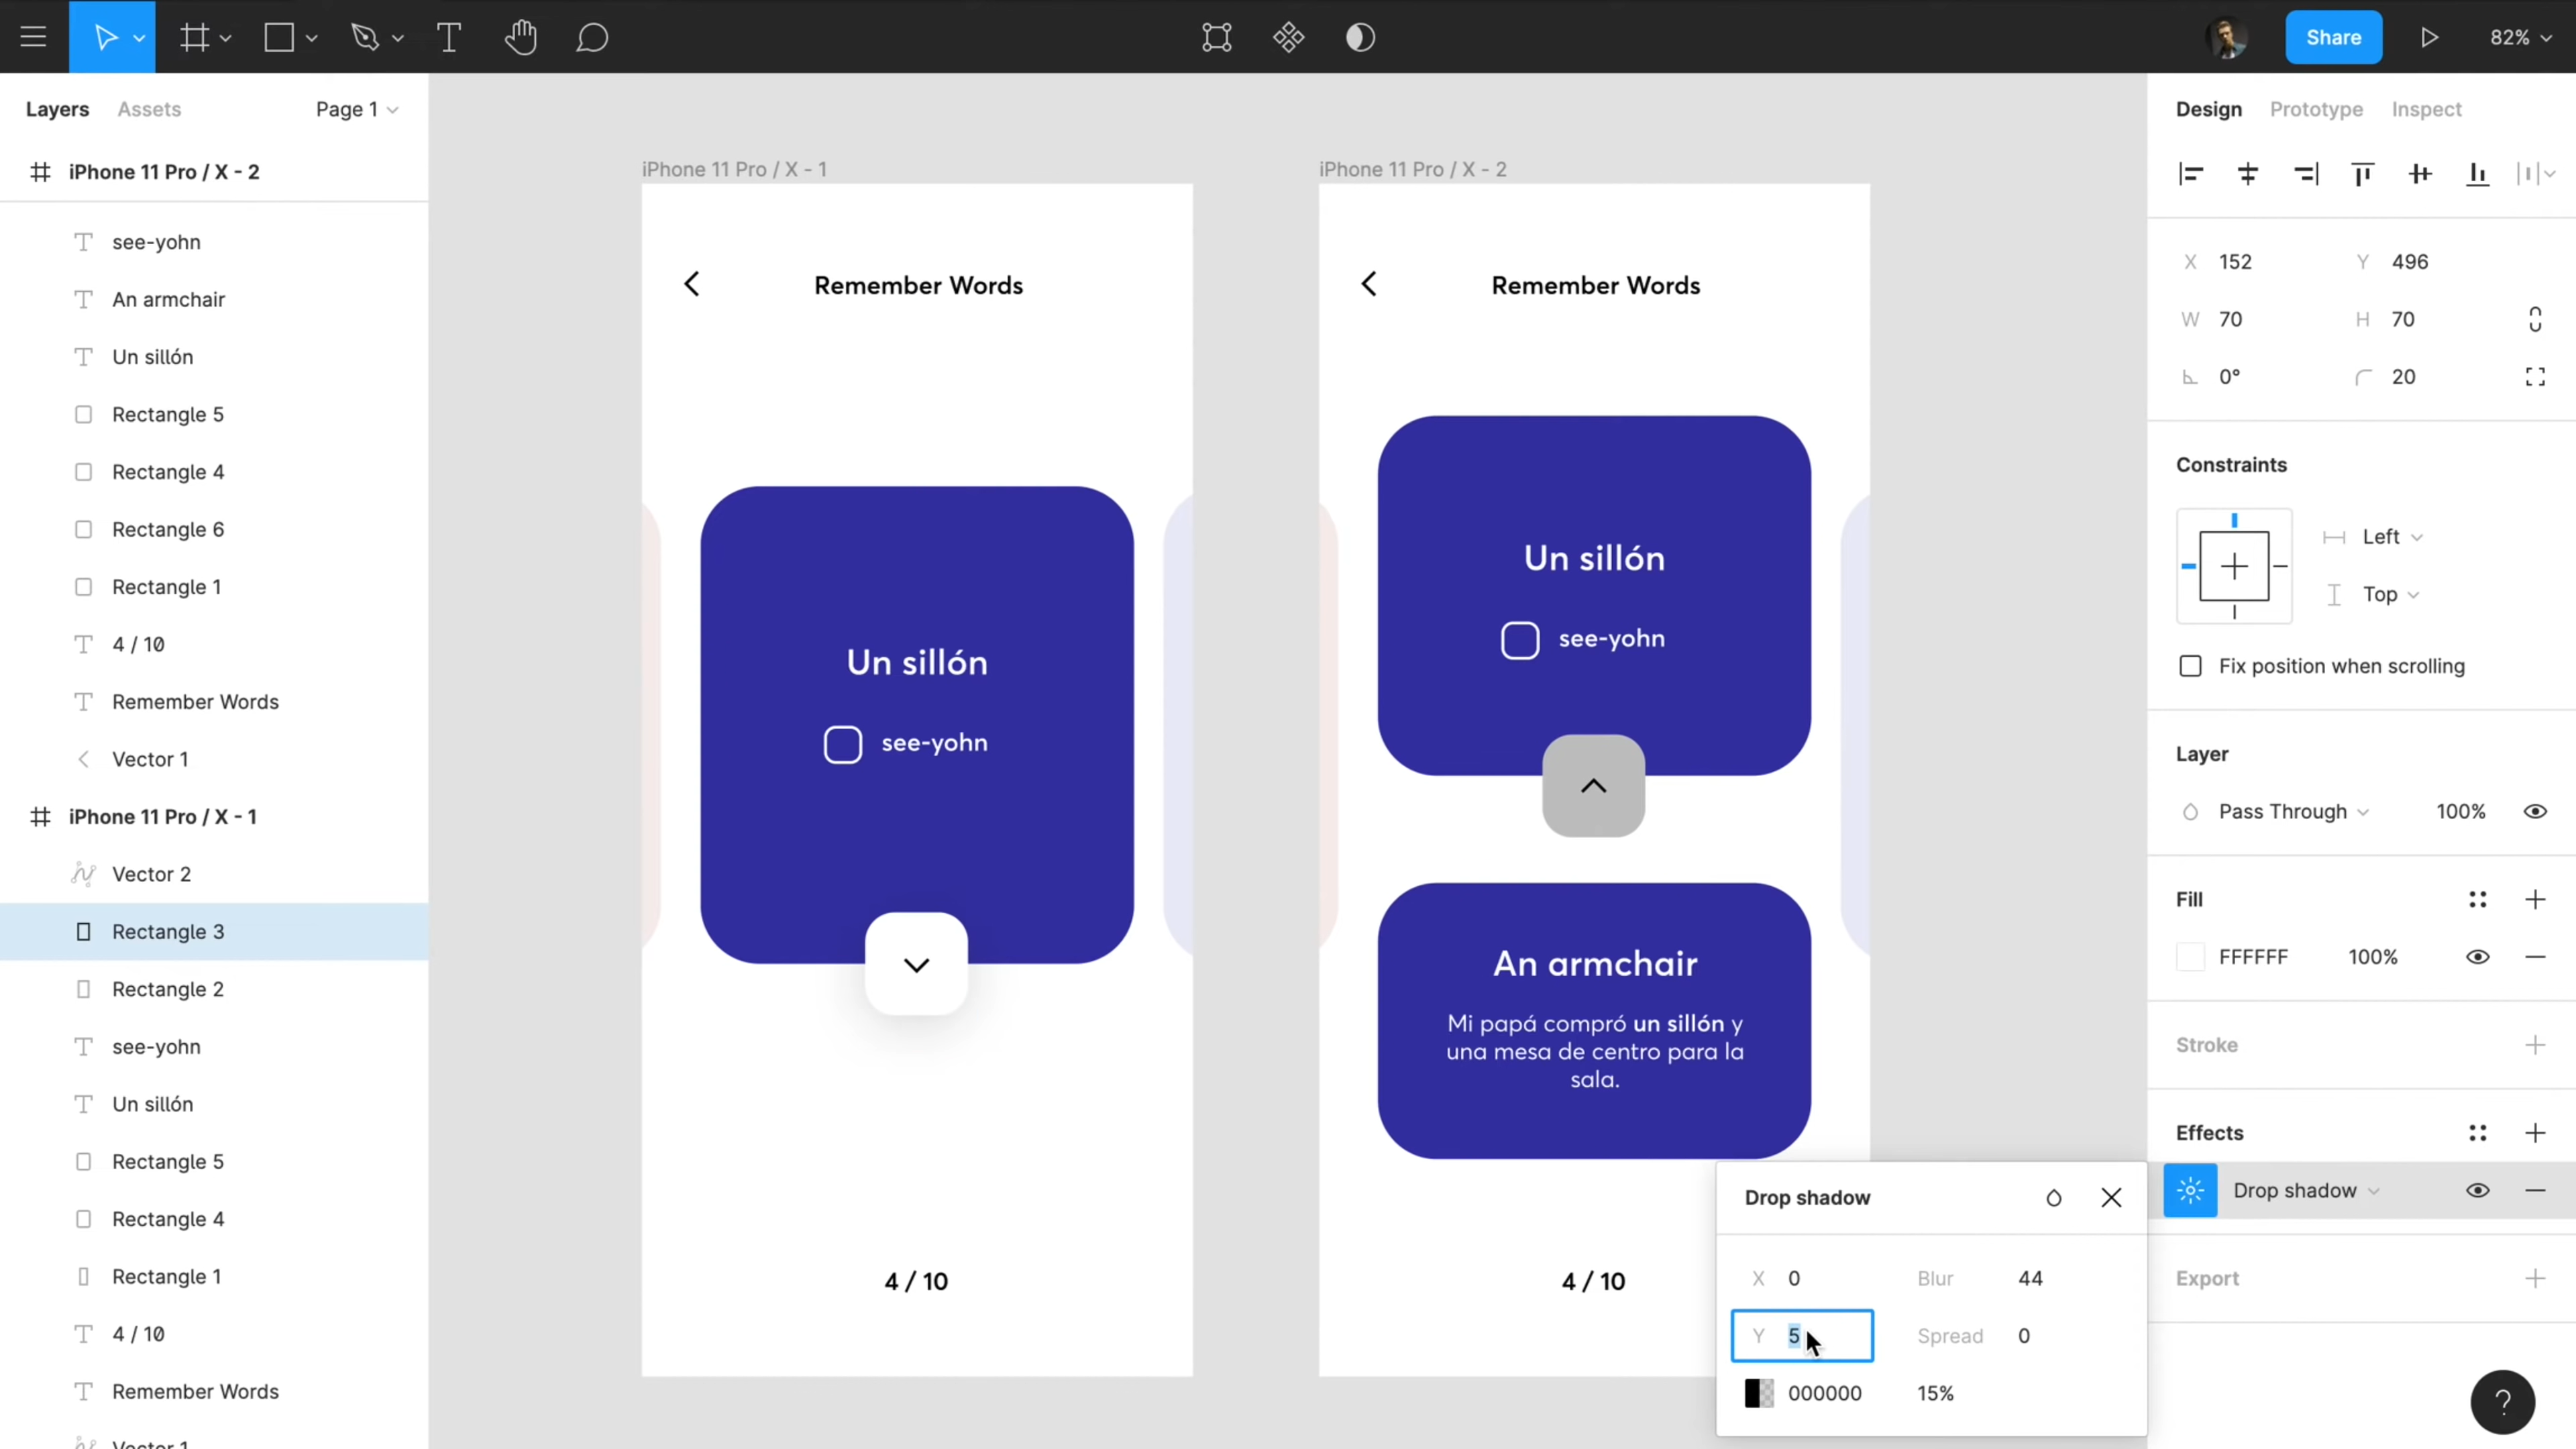 Share
82%
Layers
Assets
Page 1
iPhone 11 Pro / X - 2
see-yohn
An armchair
Un sillón
Rectangle 5
Rectangle 4
Rectangle 6
Rectangle 1
4 / 10
Remember Words
Vector 1
iPhone 11 Pro / X - 1
Vector 2
Rectangle 3
Rectangle 2
see-yohn
Un sillón
Rectangle 5
Rectangle 4
Rectangle 1
4 / 10
Remember Words
Vector 1
iPhone 11 Pro / X - 1
Remember Words
Un sillón
see-yohn
4 / 10
iPhone 11 Pro / X - 2
Remember Words
Un sillón
see-yohn
An armchair
Mi papá compró un sillón y
una mesa de centro para la
sala.
4 / 10
Drop shadow
X 0 Blur 44
Y 5 Spread 0
000000 15%
Design Prototype Inspect
X 152 Y 496
W 70 H 70
0° 20
Constraints
Left
Top
Fix position when scrolling
Layer
Pass Through 100%
Fill
FFFFFF 100%
Stroke
Effects
Drop shadow
Export
?